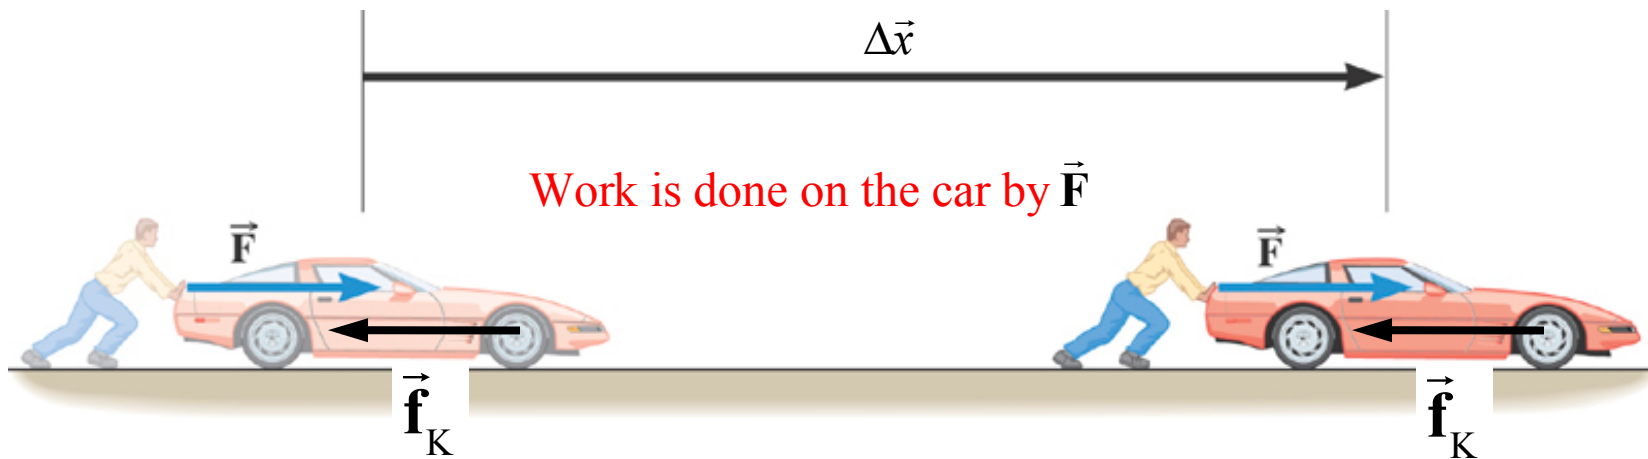 Δx⃗
Work is done on the car by F⃗
F⃗
F⃗
f⃗K
f⃗K